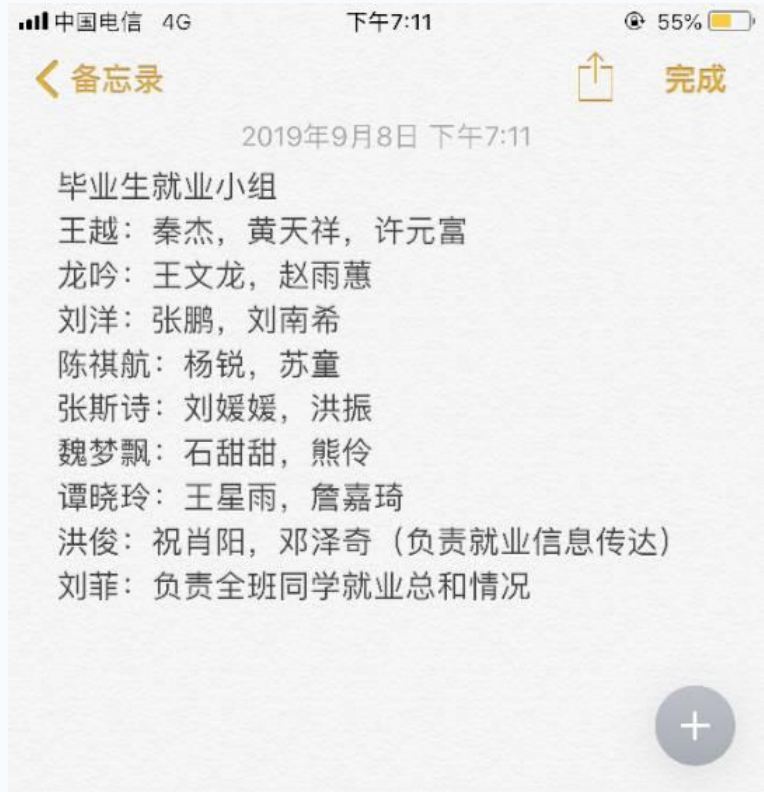 中国电信 4G 下午7:11 55%
备忘录 完成
2019年9月8日 下午7:11
毕业生就业小组
王越：秦杰，黄天祥，许元富
龙吟：王文龙，赵雨蕙
刘洋：张鹏，刘南希
陈祺航：杨锐，苏童
张斯诗：刘媛媛，洪振
魏梦飘：石甜甜，熊伶
谭晓玲：王星雨，詹嘉琦
洪俊：祝肖阳，邓泽奇（负责就业信息传达）
刘菲：负责全班同学就业总和情况